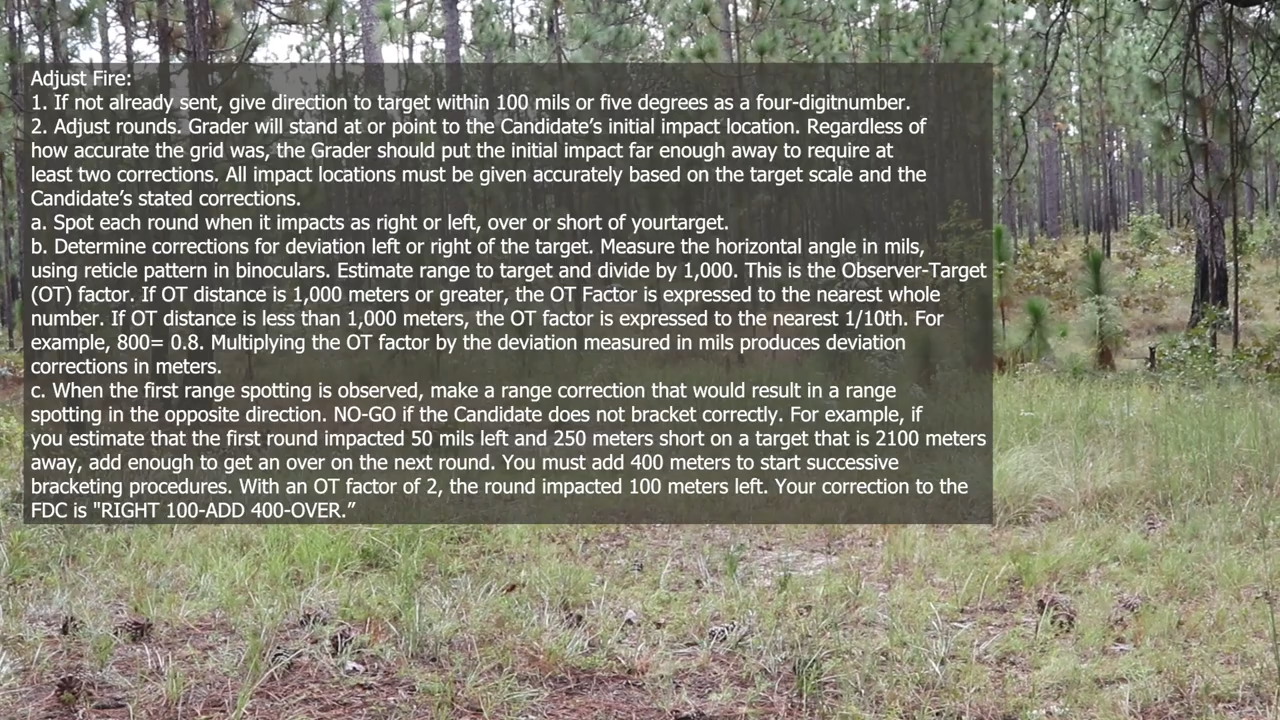 Adjust Fire:
1. If not already sent, give direction to target within 100 mils or five degrees as a four-digitnumber.
2. Adjust rounds. Grader will stand at or point to the Candidate’s initial impact location. Regardless of
how accurate the grid was, the Grader should put the initial impact far enough away to require at
least two corrections. All impact locations must be given accurately based on the target scale and the
Candidate’s stated corrections.
a. Spot each round when it impacts as right or left, over or short of yourtarget.
b. Determine corrections for deviation left or right of the target. Measure the horizontal angle in mils,
using reticle pattern in binoculars. Estimate range to target and divide by 1,000. This is the Observer-Target
(OT) factor. If OT distance is 1,000 meters or greater, the OT Factor is expressed to the nearest whole
number. If OT distance is less than 1,000 meters, the OT factor is expressed to the nearest 1/10th. For
example, 800= 0.8. Multiplying the OT factor by the deviation measured in mils produces deviation
corrections in meters.
c. When the first range spotting is observed, make a range correction that would result in a range
spotting in the opposite direction. NO-GO if the Candidate does not bracket correctly. For example, if
you estimate that the first round impacted 50 mils left and 250 meters short on a target that is 2100 meters
away, add enough to get an over on the next round. You must add 400 meters to start successive
bracketing procedures. With an OT factor of 2, the round impacted 100 meters left. Your correction to the
FDC is "RIGHT 100-ADD 400-OVER.”